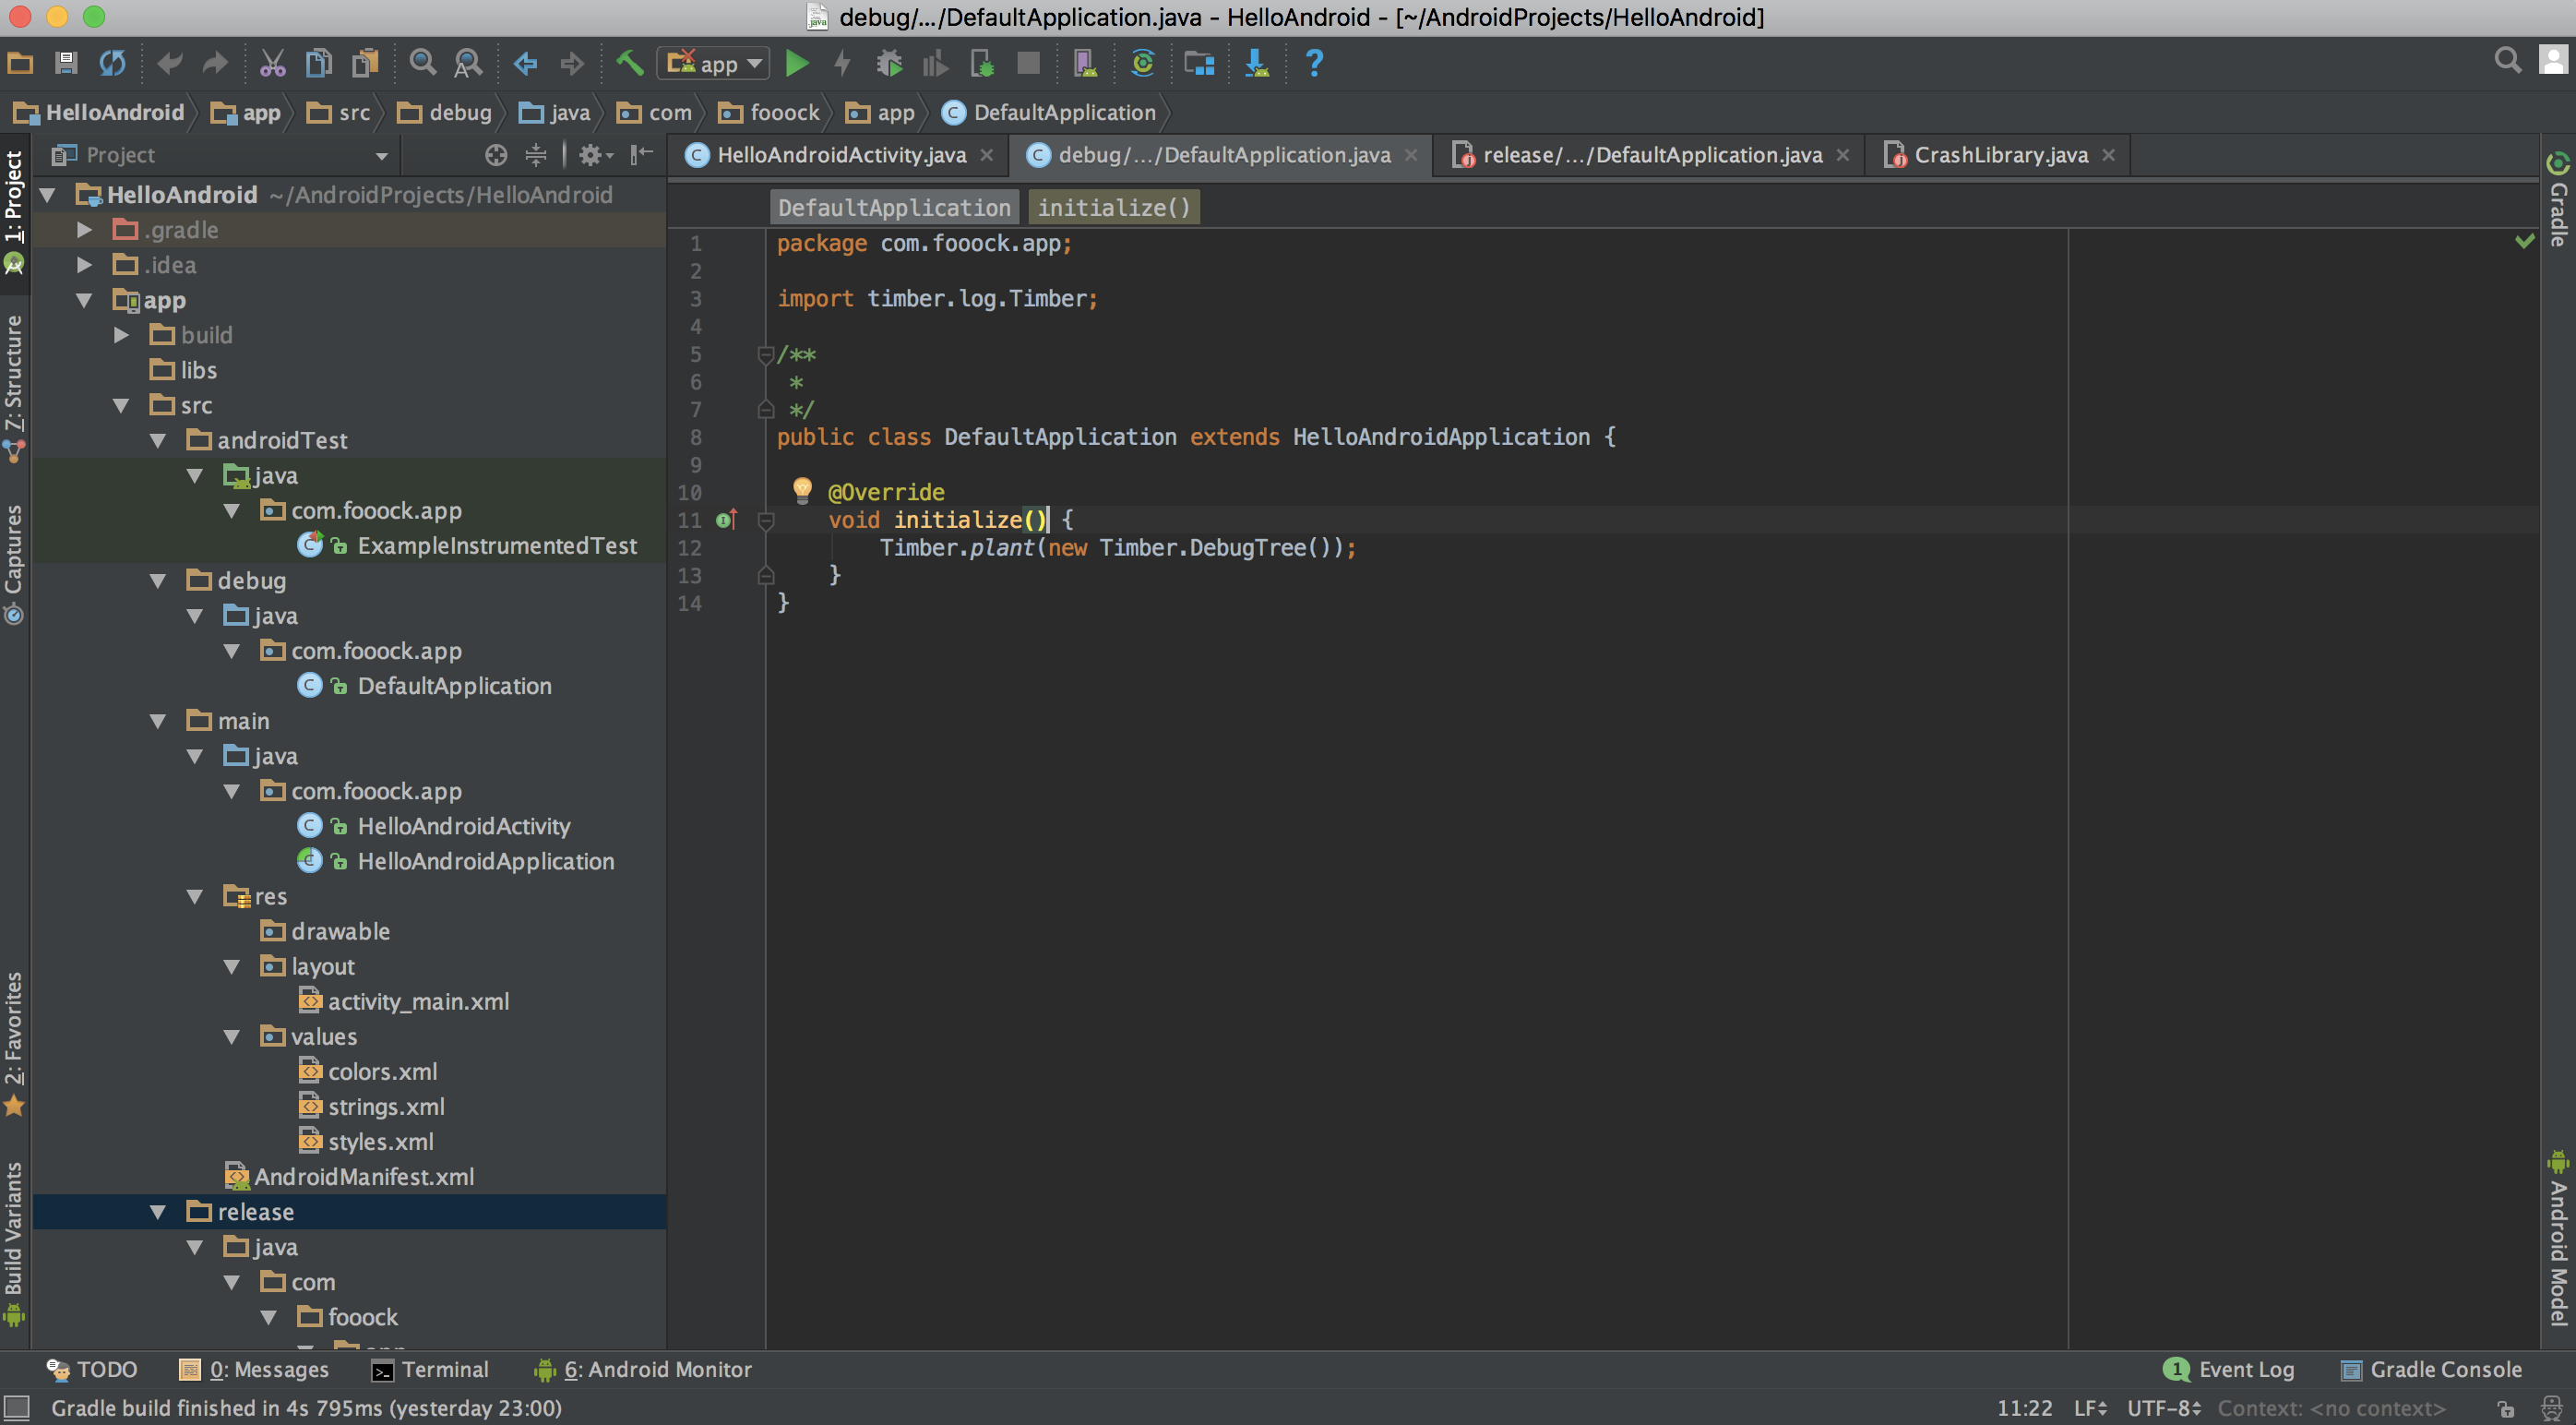 debug/.../DefaultApplication.java - HelloAndroid - [~/AndroidProjects/HelloAndroid]
app
?
HelloAndroid app src debug java com fooock app DefaultApplication
Project
HelloAndroidActivity.java debug/.../DefaultApplication.java release/.../DefaultApplication.java CrashLibrary.java
DefaultApplication initialize()
1: Project
Z: Structure
Captures
2: Favorites
Build Variants
HelloAndroid ~/AndroidProjects/HelloAndroid
.gradle
.idea
app
build
libs
src
androidTest
java
com.fooock.app
ExampleInstrumentedTest
debug
java
com.fooock.app
DefaultApplication
main
java
com.fooock.app
HelloAndroidActivity
HelloAndroidApplication
res
drawable
layout
activity_main.xml
values
colors.xml
strings.xml
styles.xml
AndroidManifest.xml
release
java
com
fooock
1 package com.fooock.app;
2
3 import timber.log.Timber;
4
5 /**
6 *
7 */
8 public class DefaultApplication extends HelloAndroidApplication {
9
10 @Override
11 void initialize() {
12 Timber.plant(new Timber.DebugTree());
13 }
14 }
Gradle
Android Model
TODO 0: Messages Terminal 6: Android Monitor 1 Event Log Gradle Console
Gradle build finished in 4s 795ms (yesterday 23:00) 11:22 LF UTF-8 Context: <no context>